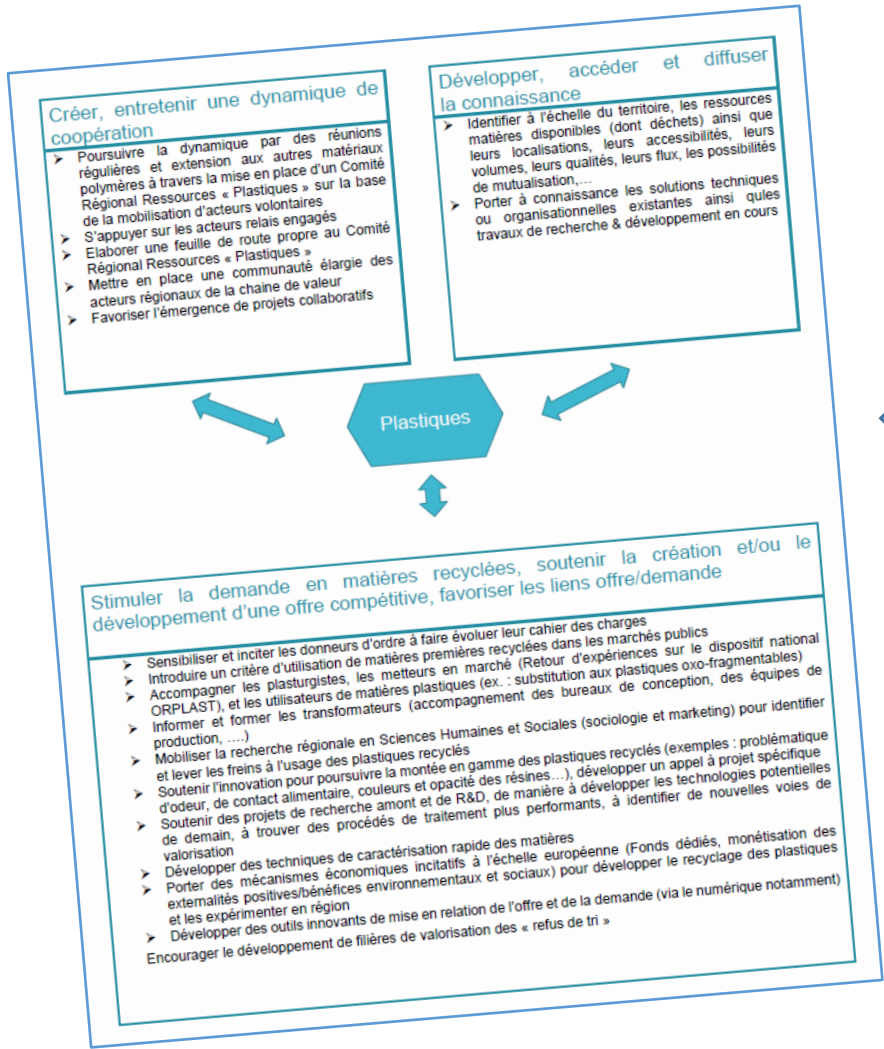 Créer, entretenir une dynamique de
coopération
➢ Poursuivre la dynamique par des réunions
régulières et extension aux autres matériaux
polymères à travers la mise en place d'un Comité
Régional Ressources « Plastiques » sur la base
de la mobilisation d'acteurs volontaires
➢ S'appuyer sur les acteurs relais engagés
➢ Elaborer une feuille de route propre au Comité
Régional Ressources « Plastiques »
➢ Mettre en place une communauté élargie des
acteurs régionaux de la chaine de valeur
➢ Favoriser l'émergence de projets collaboratifs
Développer, accéder et diffuser
la connaissance
➢ Identifier à l'échelle du territoire, les ressources
matières disponibles (dont déchets) ainsi que
leurs localisations, leurs accessibilités, leurs
volumes, leurs qualités, leurs flux, les possibilités
de mutualisation,…
➢ Porter à connaissance les solutions techniques
ou organisationnelles existantes ainsi qules
travaux de recherche & développement en cours
Plastiques
Stimuler la demande en matières recyclées, soutenir la création et/ou le
développement d'une offre compétitive, favoriser les liens offre/demande
➢ Sensibiliser et inciter les donneurs d'ordre à faire évoluer leur cahier des charges
➢ Introduire un critère d'utilisation de matières premières recyclées dans les marchés publics
➢ Accompagner les plasturgistes, les metteurs en marché (Retour d'expériences sur le dispositif national
ORPLAST), et les utilisateurs de matières plastiques (ex. : substitution aux plastiques oxo-fragmentables)
➢ Informer et former les transformateurs (accompagnement des bureaux de conception, des équipes de
production, ….)
➢ Mobiliser la recherche régionale en Sciences Humaines et Sociales (sociologie et marketing) pour identifier
et lever les freins à l'usage des plastiques recyclés
➢ Soutenir l'innovation pour poursuivre la montée en gamme des plastiques recyclés (exemples : problématique
d'odeur, de contact alimentaire, couleurs et opacité des résines…), développer un appel à projet spécifique
➢ Soutenir des projets de recherche amont et de R&D, de manière à développer les technologies potentielles
de demain, à trouver des procédés de traitement plus performants, à identifier de nouvelles voies de
valorisation
➢ Développer des techniques de caractérisation rapide des matières
➢ Porter des mécanismes économiques incitatifs à l'échelle européenne (Fonds dédiés, monétisation des
externalités positives/bénéfices environnementaux et sociaux) pour développer le recyclage des plastiques
et les expérimenter en région
➢ Développer des outils innovants de mise en relation de l'offre et de la demande (via le numérique notamment)
Encourager le développement de filières de valorisation des « refus de tri »